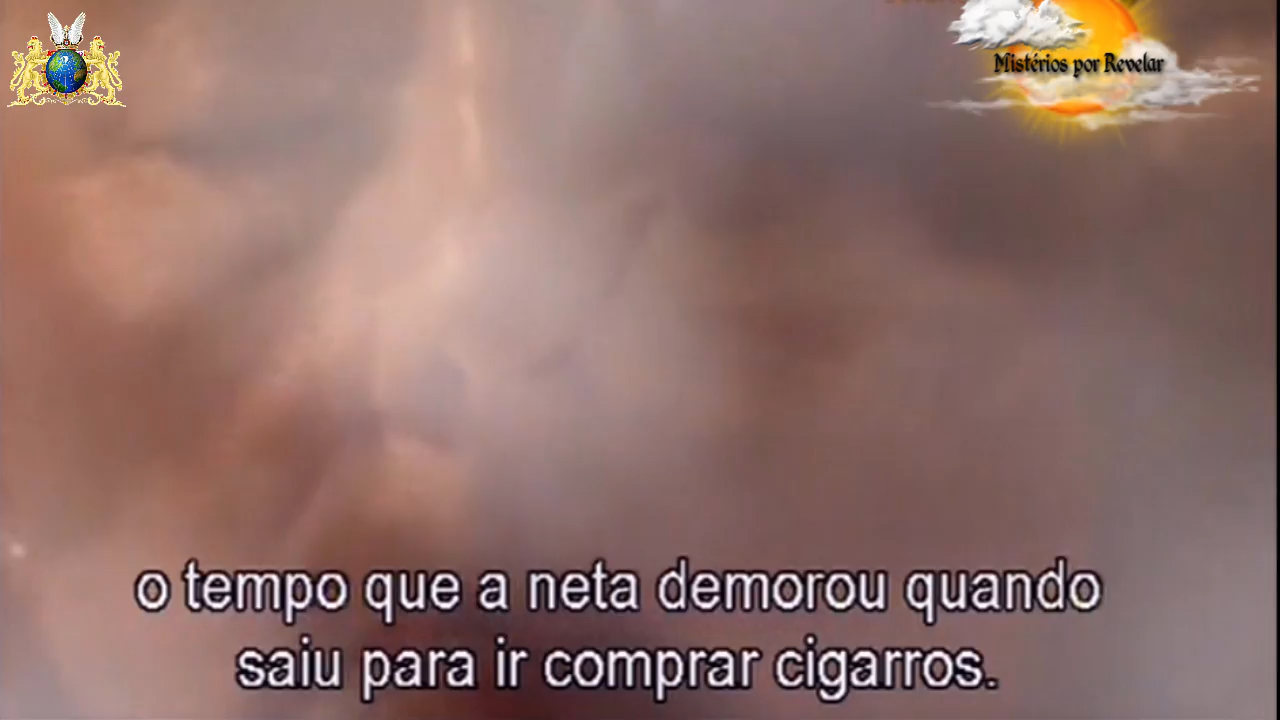 Mistérios por Revelar
o tempo que a neta demorou quando
saiu para ir comprar cigarros.